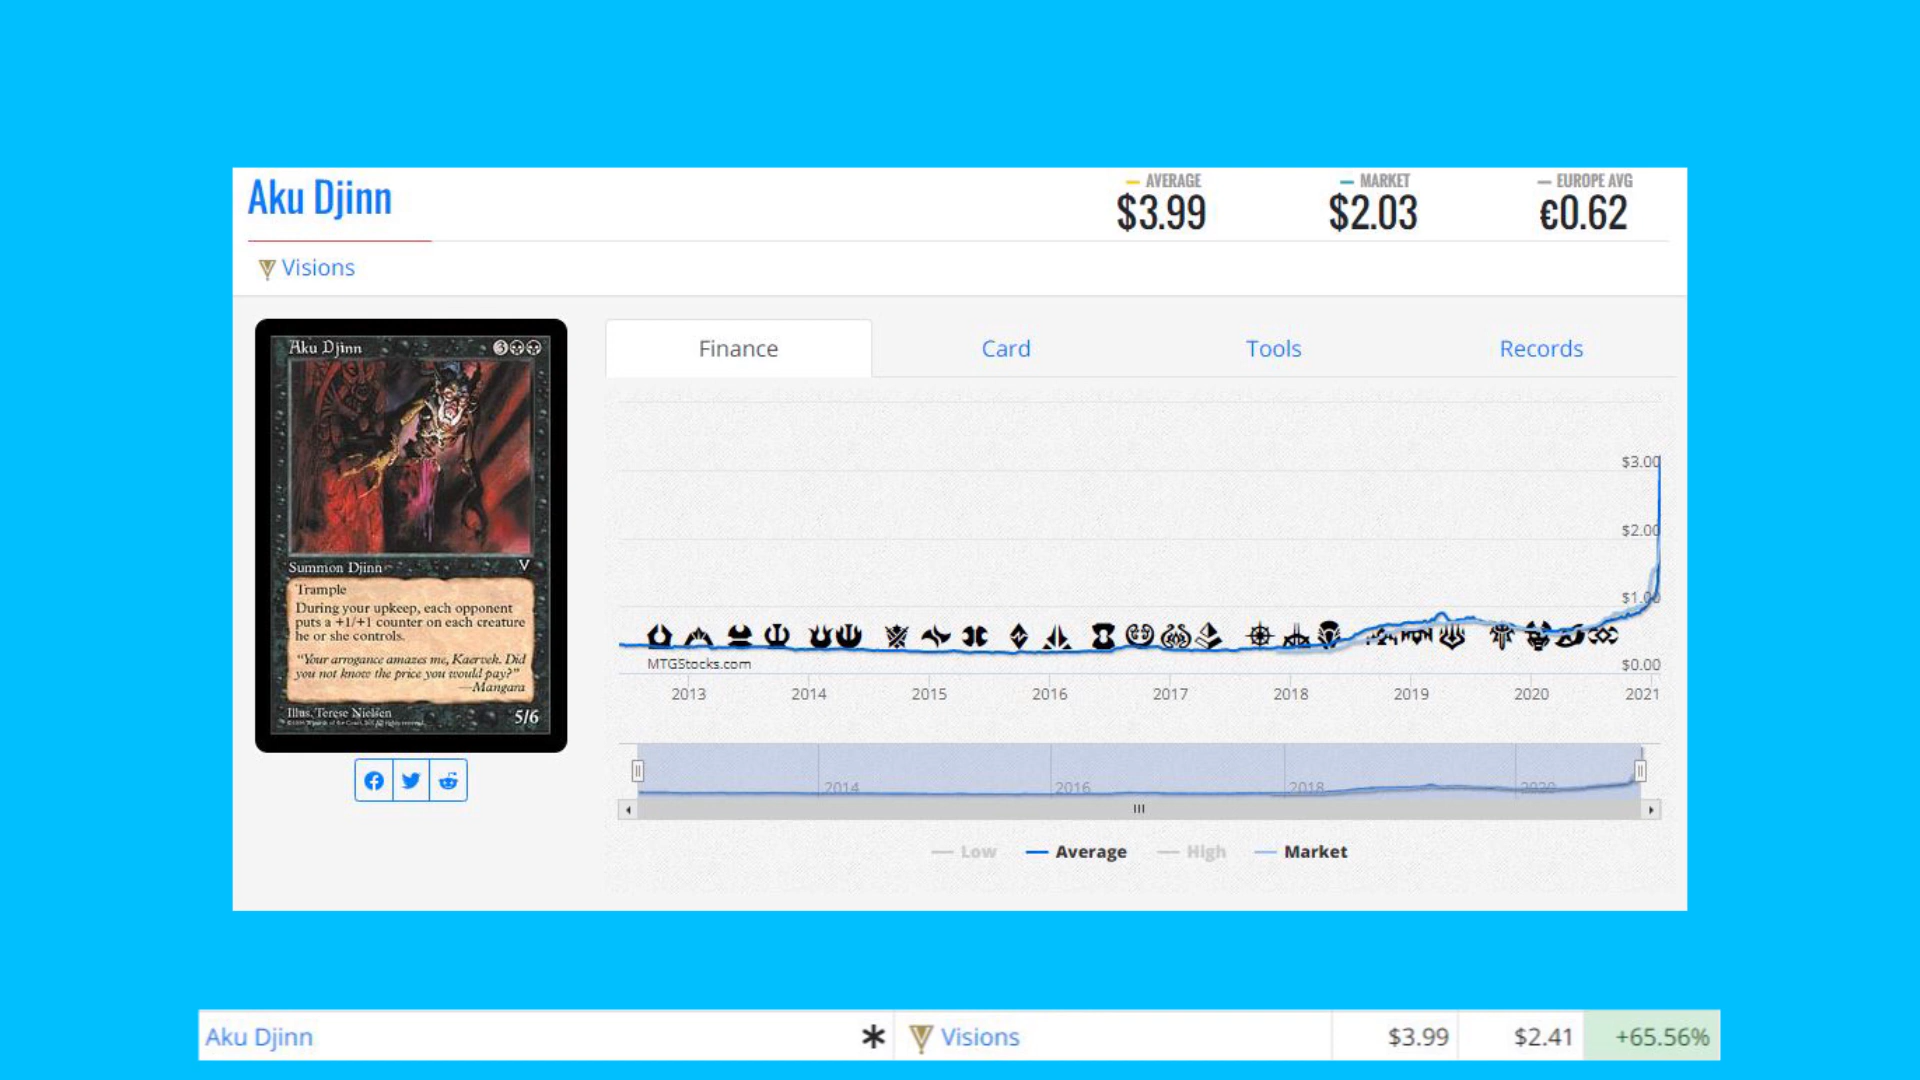 Aku Djinn
AVERAGE
$3.99
MARKET
$2.03
EUROPE AVG
€0.62
Visions
Aku Djinn 3
Summon Djinn
V
Trample
During your upkeep, each opponent
puts a +1/+1 counter on each creature
he or she controls.
"Your arrogance amazes me, Kaervek. Did
you not know the price you would pay?"
—Mangara
Illus. Terese Nielsen
5/6
Finance Card Tools Records
$3.00
$2.00
$1.00
$0.00
MTGStocks.com
2013 2014 2015 2016 2017 2018 2019 2020 2021
2014 2016 2018 2020
Low Average High Market
Aku Djinn * Visions $3.99 $2.41 +65.56%